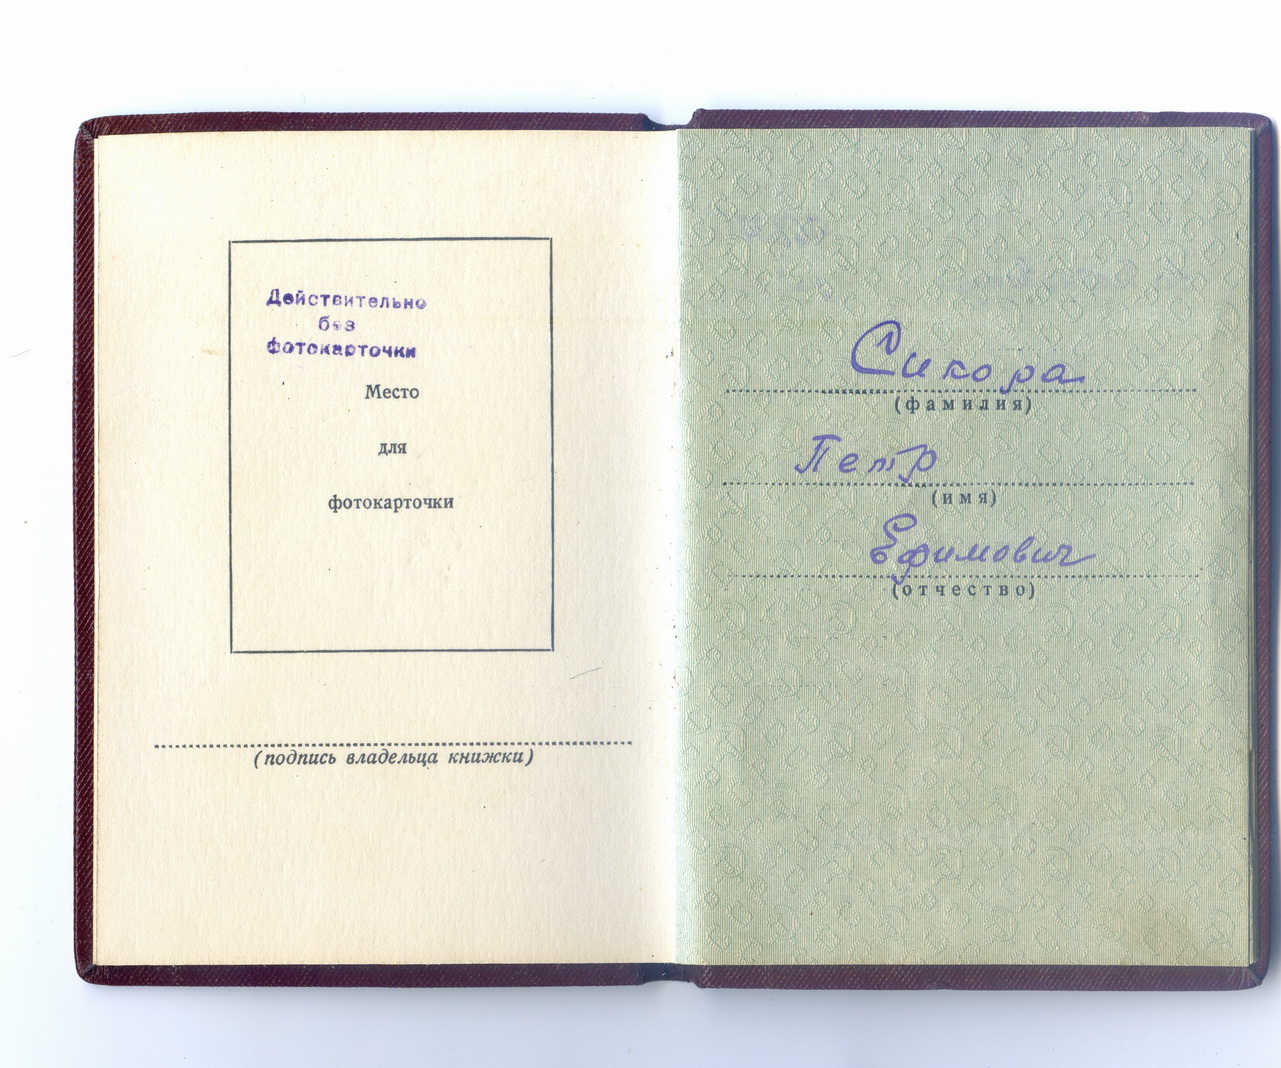 Действительно
без
фотокарточки
Место
для
фотокарточки
(подпись владельца книжки)
Сикора
(фамилия)
Петр
(имя)
Ефимович
(отчество)